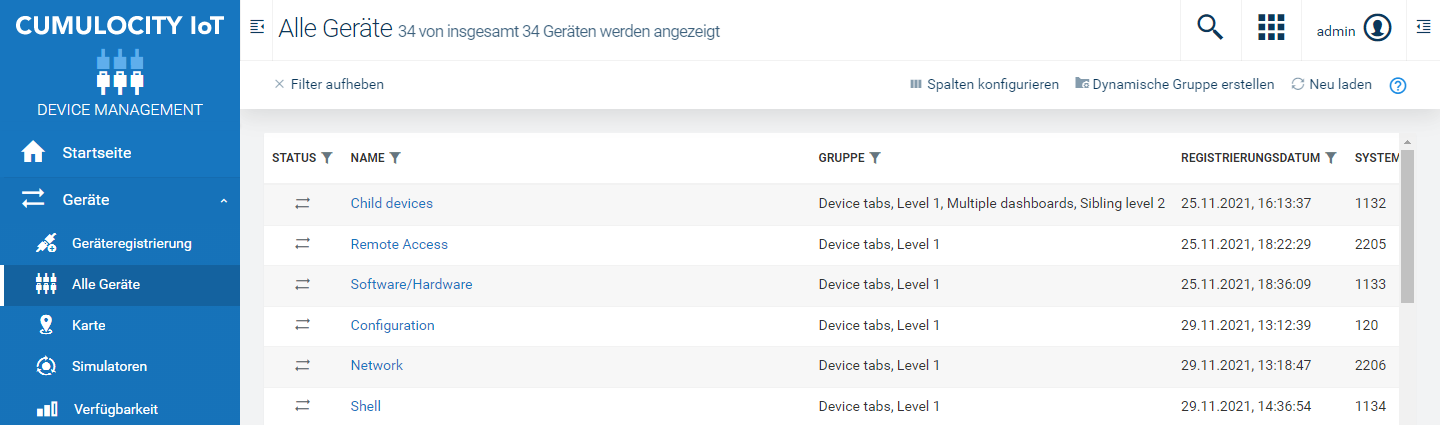 CUMULOCITY IoT
DEVICE MANAGEMENT
Startseite
Geräte
Geräteregistrierung
Alle Geräte
Karte
Simulatoren
Verfügbarkeit
Alle Geräte 34 von insgesamt 34 Geräten werden angezeigt
admin
Filter aufheben
Spalten konfigurieren
Dynamische Gruppe erstellen
Neu laden
?
STATUS NAME GRUPPE REGISTRIERUNGSDATUM SYSTEM
Child devices Device tabs, Level 1, Multiple dashboards, Sibling level 2 25.11.2021, 16:13:37 1132
Remote Access Device tabs, Level 1 25.11.2021, 18:22:29 2205
Software/Hardware Device tabs, Level 1 25.11.2021, 18:36:09 1133
Configuration Device tabs, Level 1 29.11.2021, 13:12:39 120
Network Device tabs, Level 1 29.11.2021, 13:18:47 2206
Shell Device tabs, Level 1 29.11.2021, 14:36:54 1134